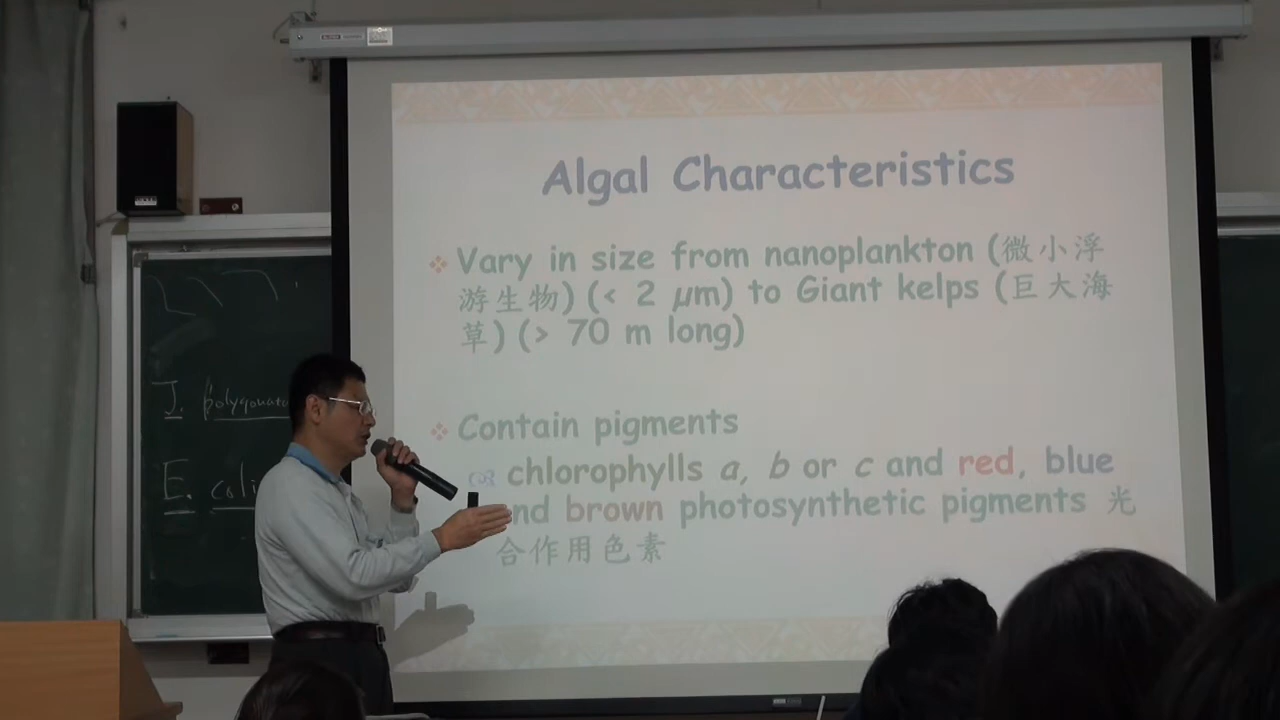 Algal Characteristics
Vary in size from nanoplankton (微小浮
游生物) (< 2 µm) to Giant kelps (巨大海
草) (> 70 m long)
Contain pigments
chlorophylls a, b or c and red, blue
nd brown photosynthetic pigments 光
合作用色素
J. polygonatu
E. coli